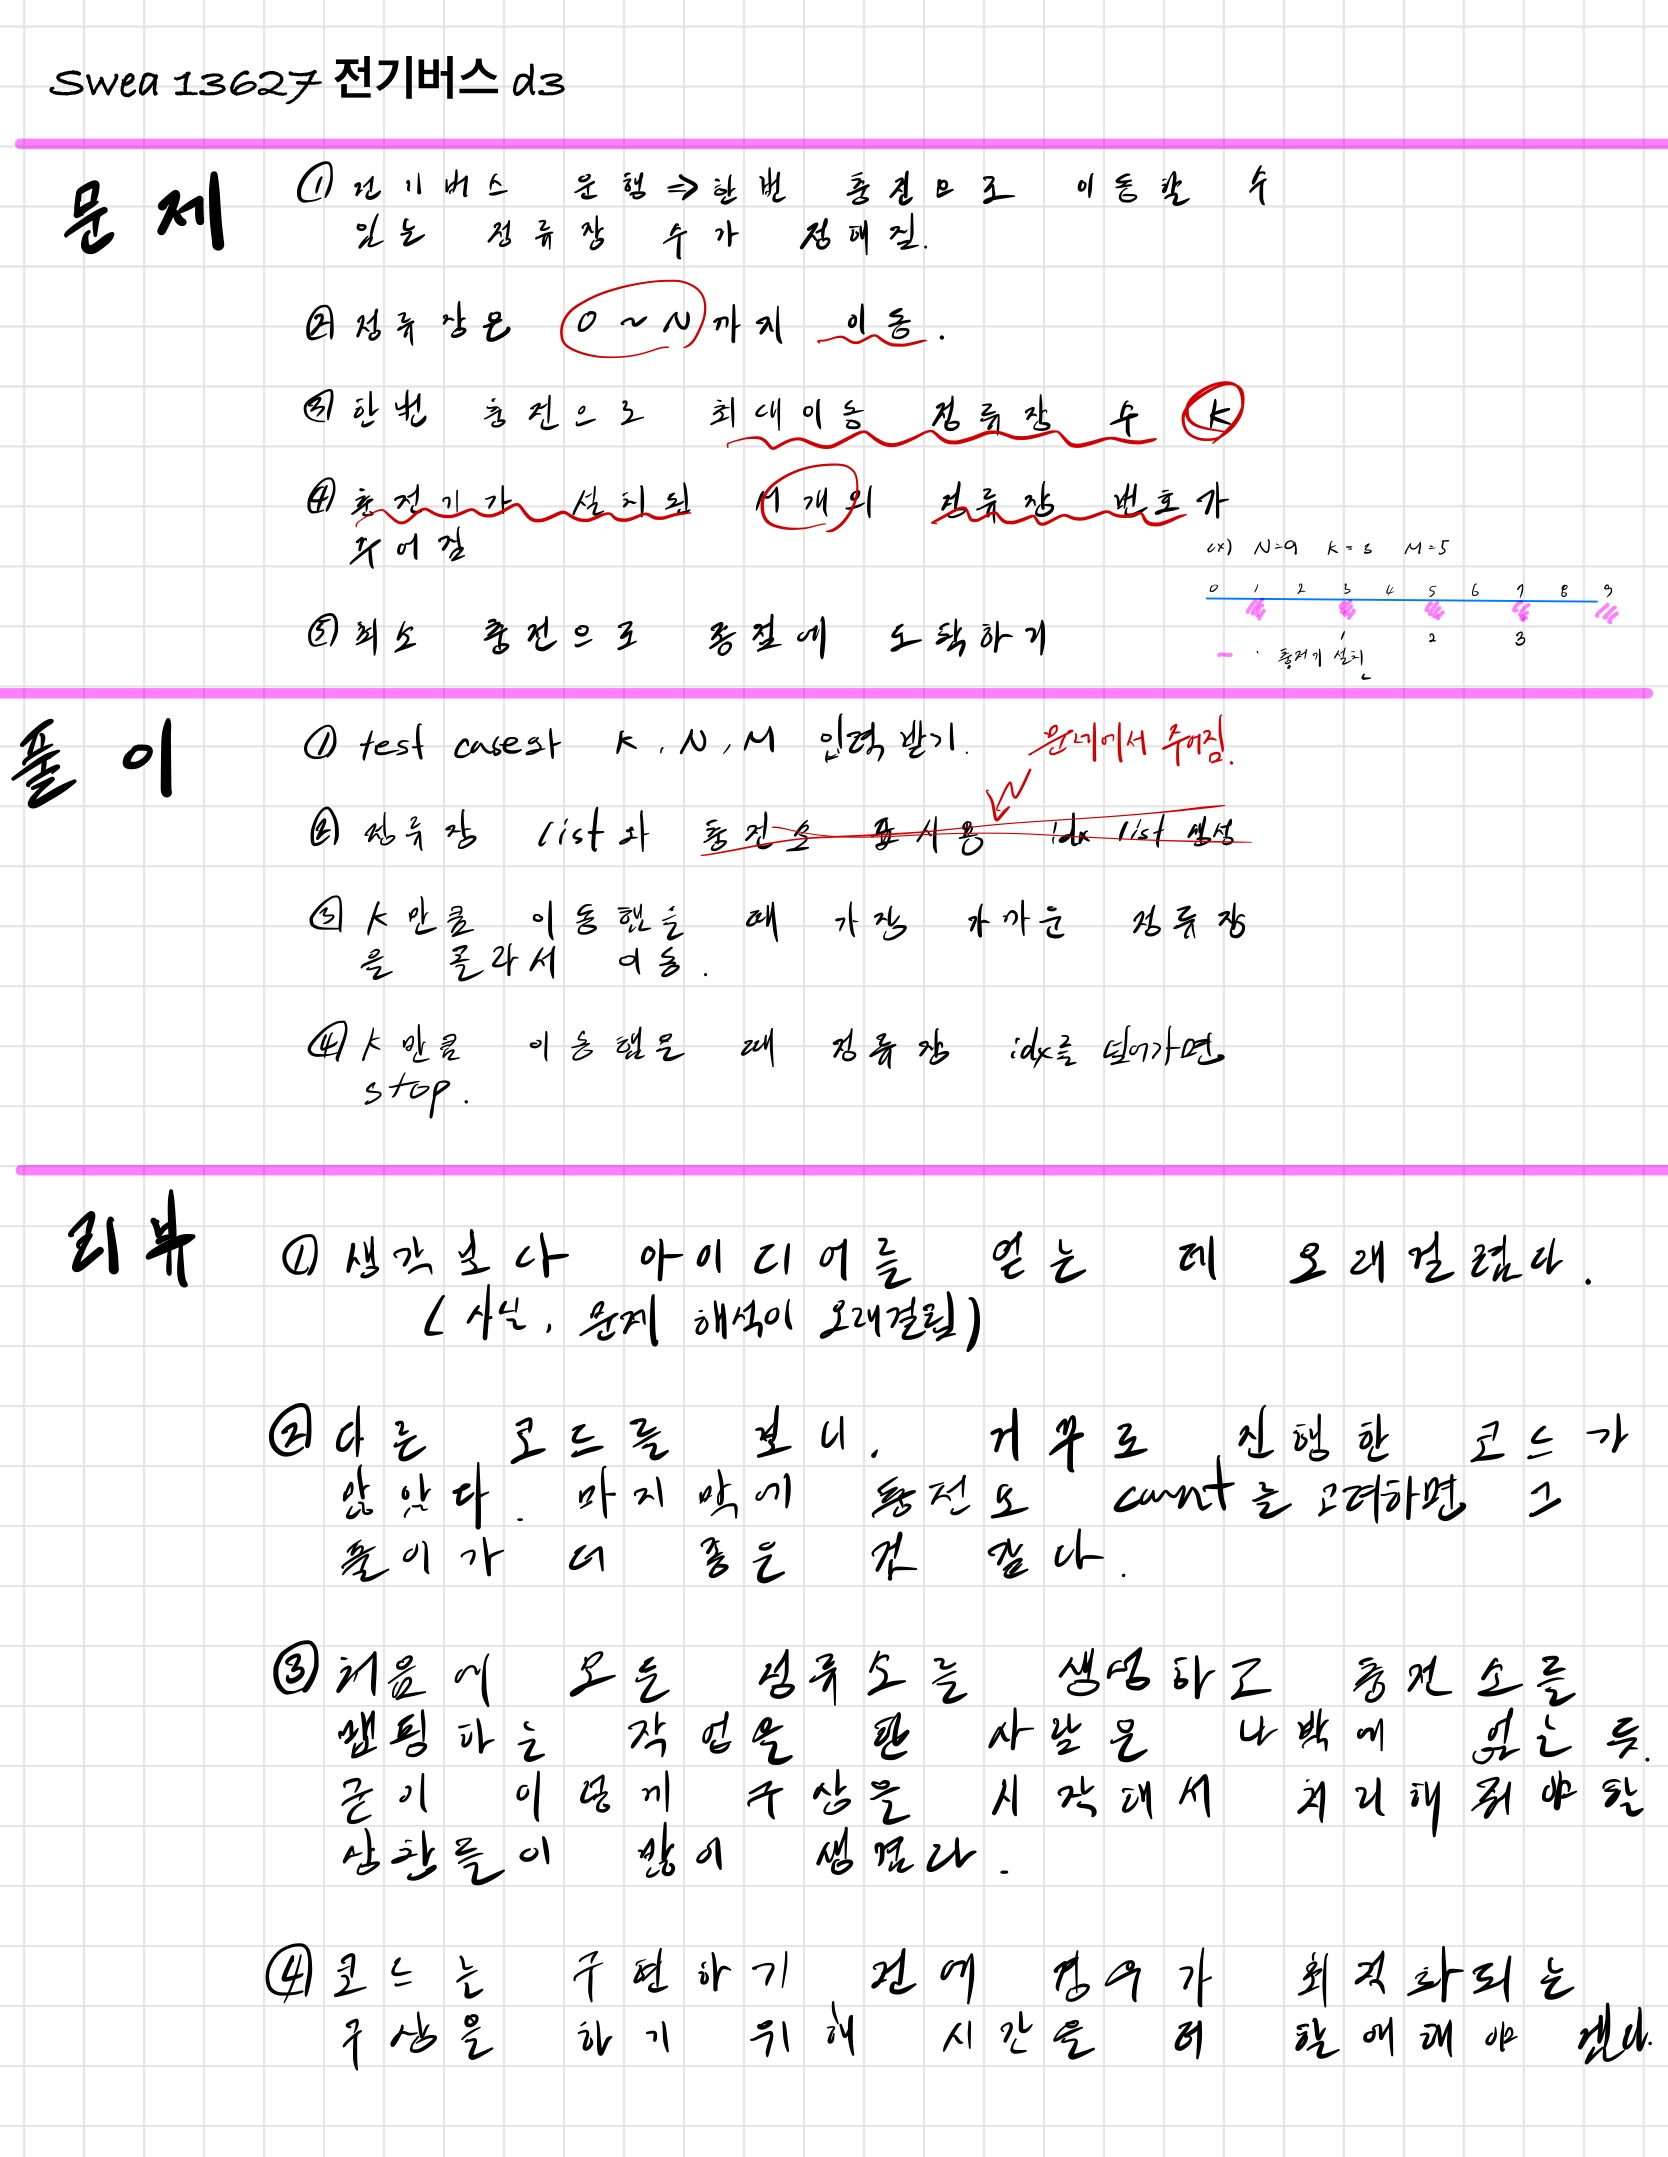 Swea 13627 전기버스 d3
문제
① 전기버스 운행 => 한번 충전으로 이동할 수
있는 정류장 수가 정해짐.
② 정류장은 0 ~ N까지 이동.
③ 한번 충전으로 최대이동 정류장 수 K
④ 충전기가 설치된 M개의 정류장 번호가
주어짐
ex) N=9 K=3 M=5
0 1 2 3 4 5 6 7 8 9
1 2 3
충전기 설치
⑤ 최소 충전으로 종점에 도착하기
풀이
① test case와 K, N, M 입력 받기.
문제에서 주어짐.
② 정류장 list와 충전소 표시용 idx list 생성
③ K만큼 이동했을 때 가장 가까운 정류장
을 골라서 이동.
④ K만큼 이동했을 때 정류장 idx를 넘어가면
stop.
리뷰
① 생각보다 아이디어를 얻는 데 오래걸렸다.
(사실, 문제 해석이 오래걸림)
② 다른 코드를 보니, 거꾸로 진행한 코드가
많았다. 마지막에 충전도 count를 고려하면 그
풀이가 더 좋은 것 같다.
③ 처음에 모든 정류소를 생성하고 충전소를
맵핑하는 작업을 한 사람은 나밖에 없는 듯.
굳이 이렇게 구상을 시작해서 처리해줘야할
상황들이 많이 생겼다.
④ 코드는 구현하기 전에 경우가 최적화되는
구상을 하기 위해 시간을 더 할애해야 겠다.